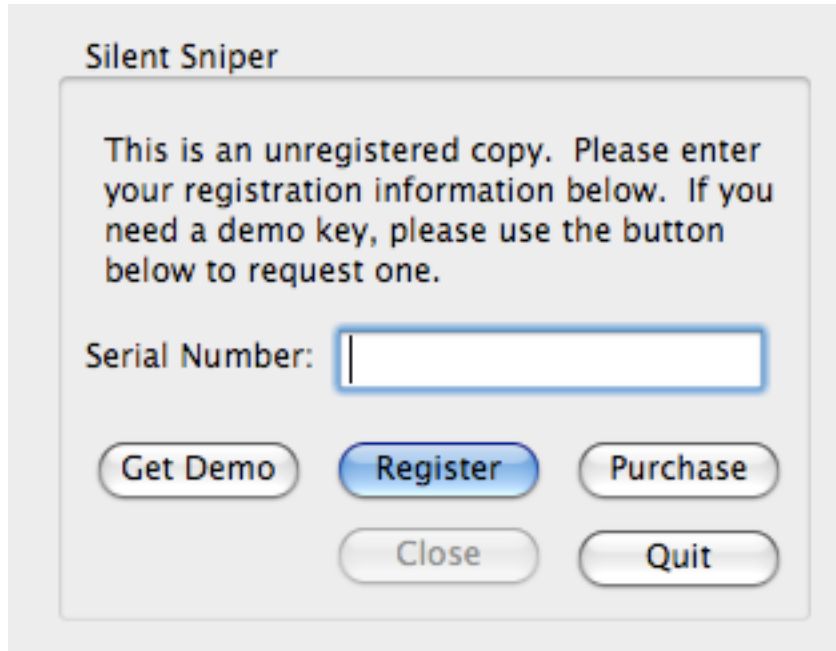 Silent Sniper
This is an unregistered copy.  Please enter
your registration information below.  If you
need a demo key, please use the button
below to request one.
Serial Number:
Get Demo Register Purchase
Close Quit